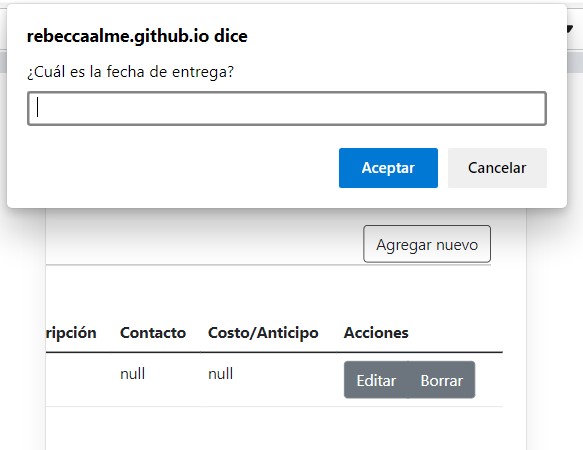 rebeccaalme.github.io dice
¿Cuál es la fecha de entrega?
Aceptar Cancelar
Agregar nuevo
ripción Contacto Costo/Anticipo Acciones
null null Editar Borrar